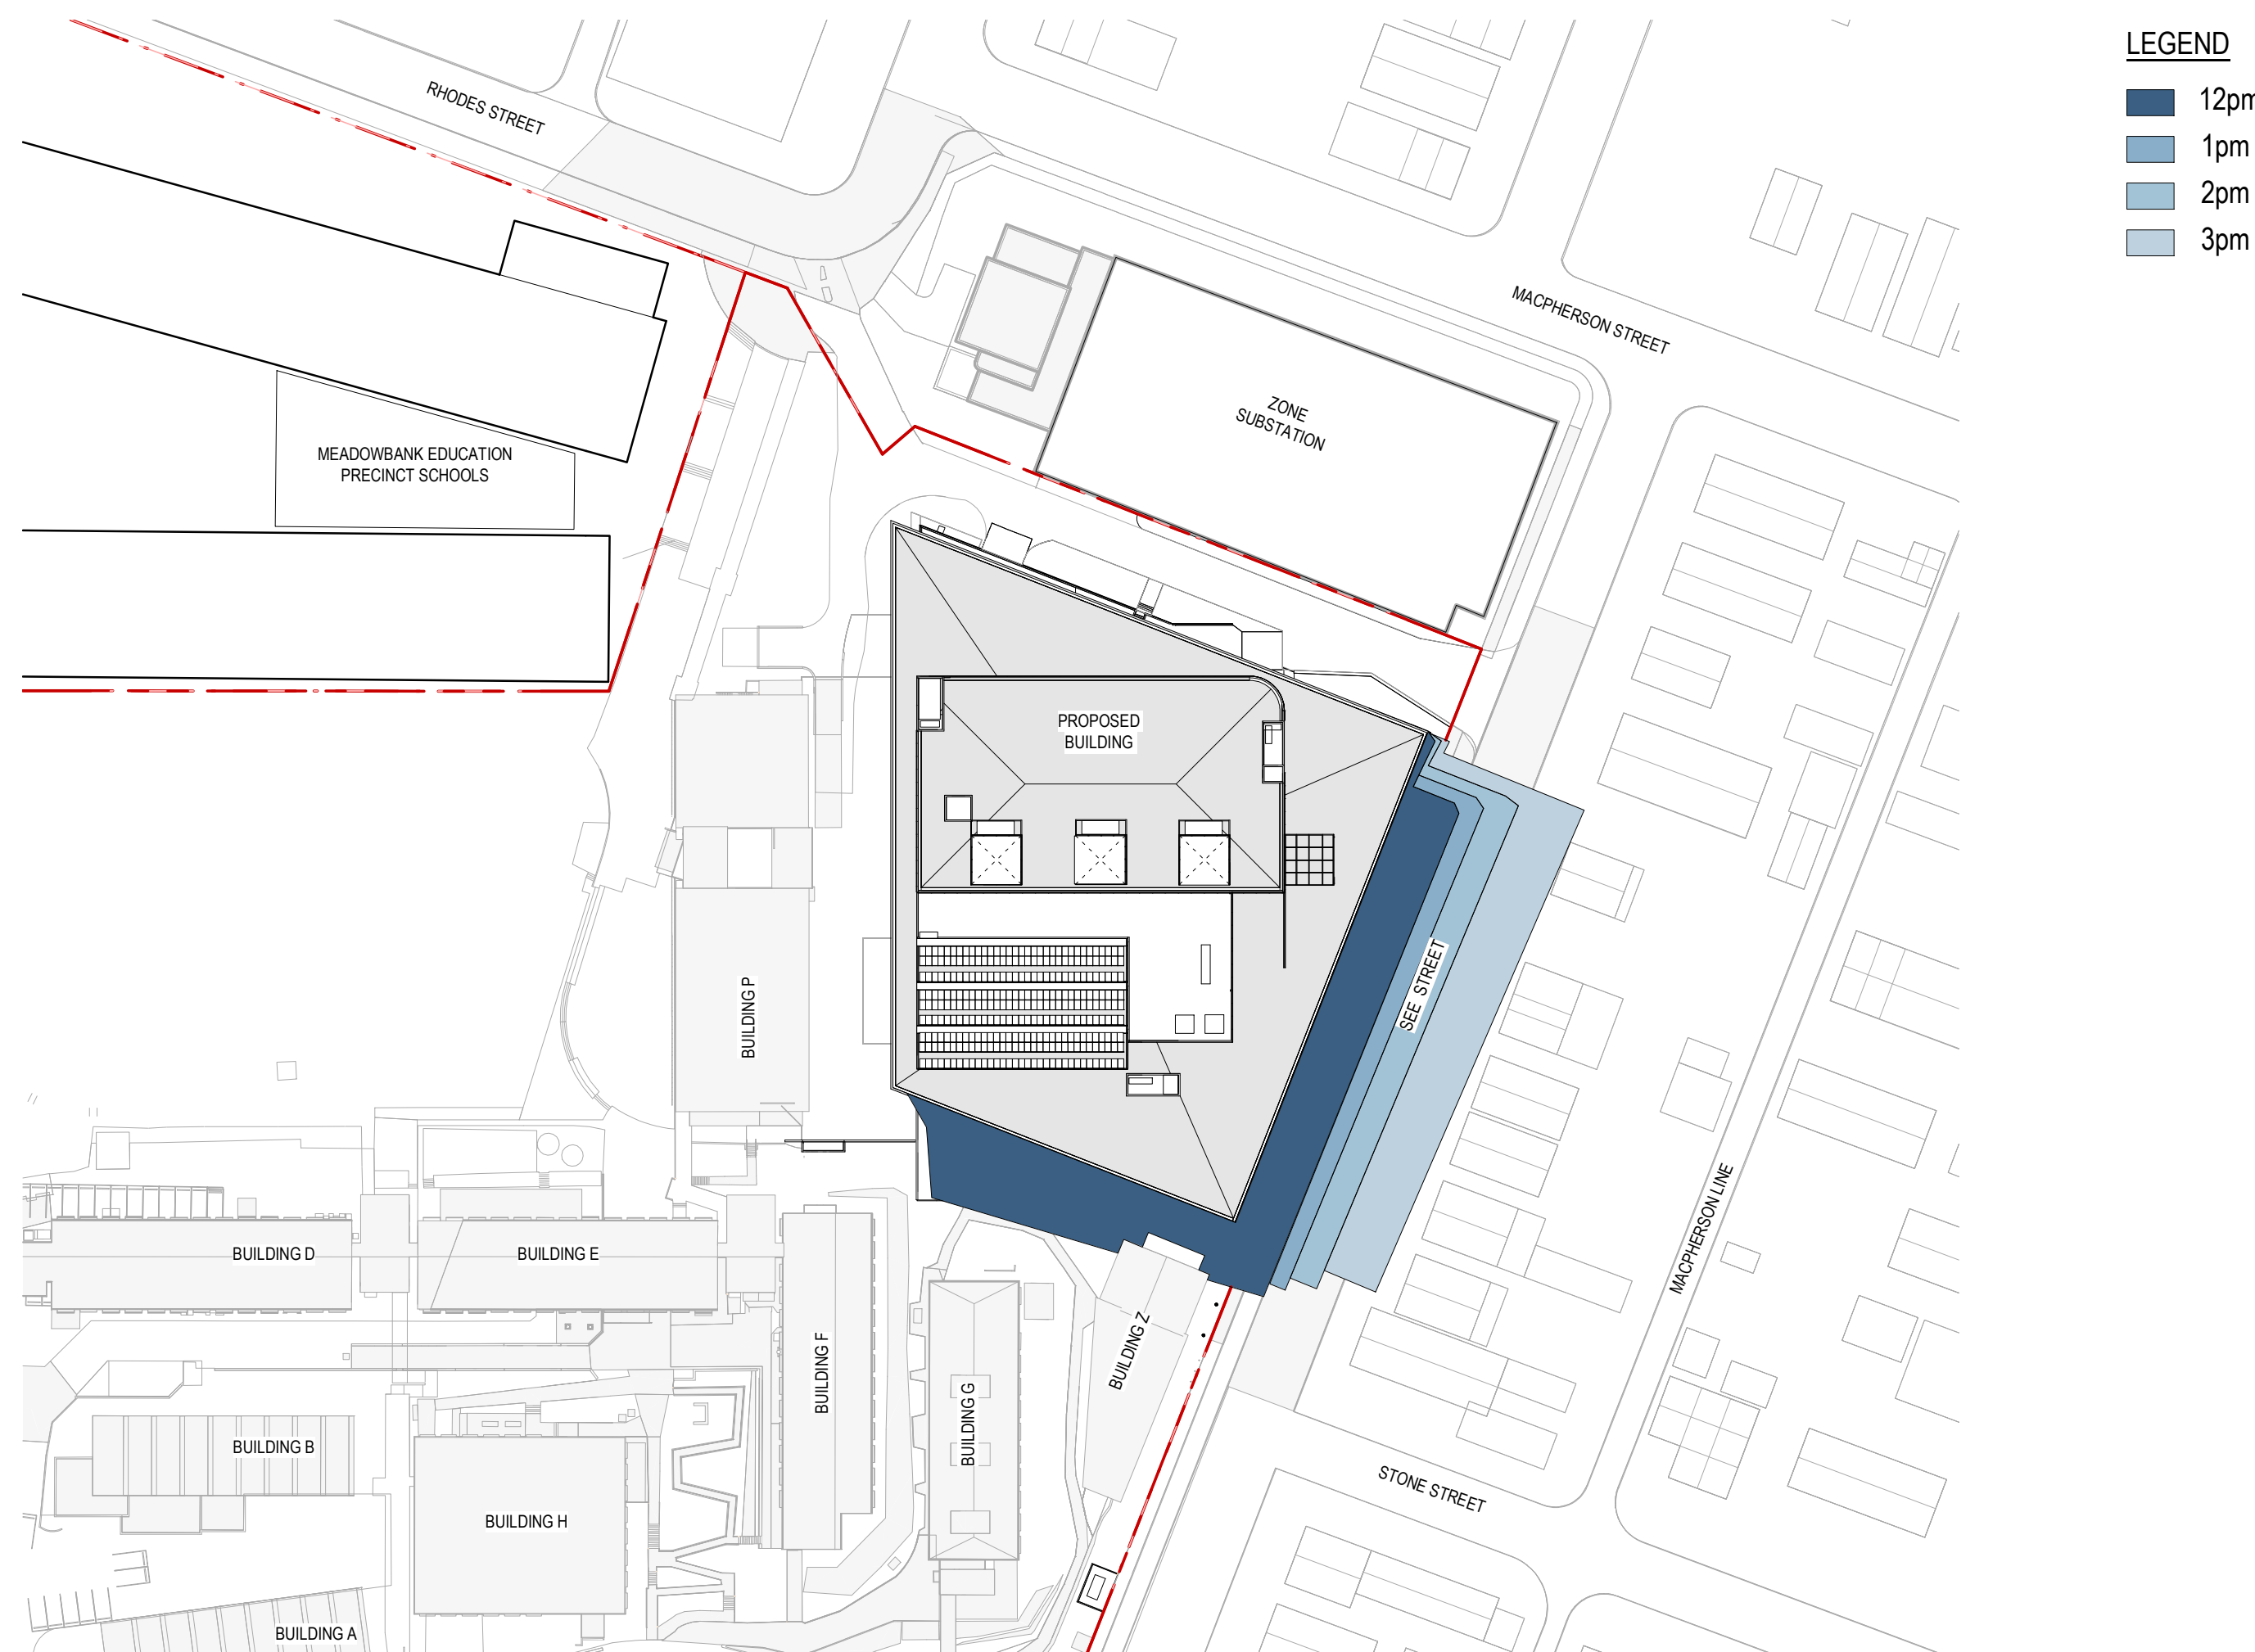 LEGEND
12pm
1pm
2pm
3pm
RHODES STREET
MACPHERSON STREET
ZONE
SUBSTATION
MEADOWBANK EDUCATION
PRECINCT SCHOOLS
PROPOSED
BUILDING
SEE STREET
BUILDING P
MACPHERSON LINE
BUILDING D
BUILDING E
BUILDING F
BUILDING G
BUILDING Z
BUILDING B
BUILDING H
STONE STREET
BUILDING A